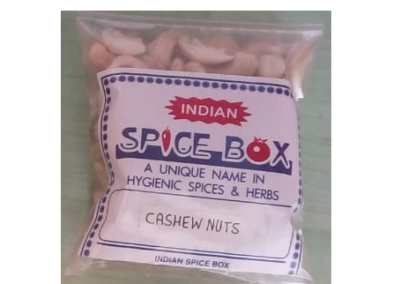 INDIAN
SPICE BOX
A UNIQUE NAME IN
HYGIENIC SPICES & HERBS
CASHEW NUTS
INDIAN SPICE BOX